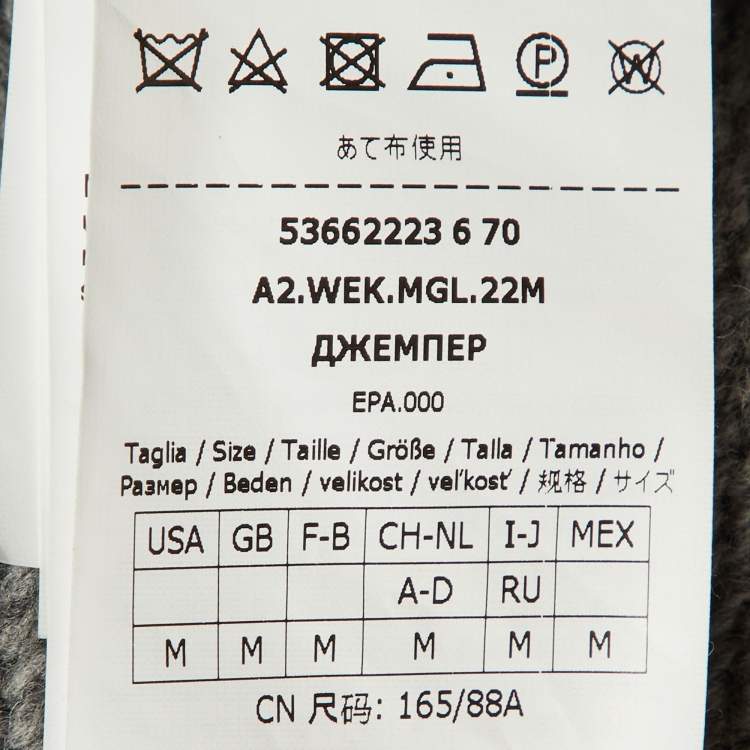 P W
あて布使用
53662223 6 70
A2.WEK.MGL.22M
ДЖЕМПЕР
EPA.000
Taglia / Size / Taille / Größe / Talla / Tamanho /
Размер / Beden / velikost / veľkosť / 规格 / サイズ
USA GB F-B CH-NL I-J MEX
A-D RU
M M M M M M
CN 尺码: 165/88A